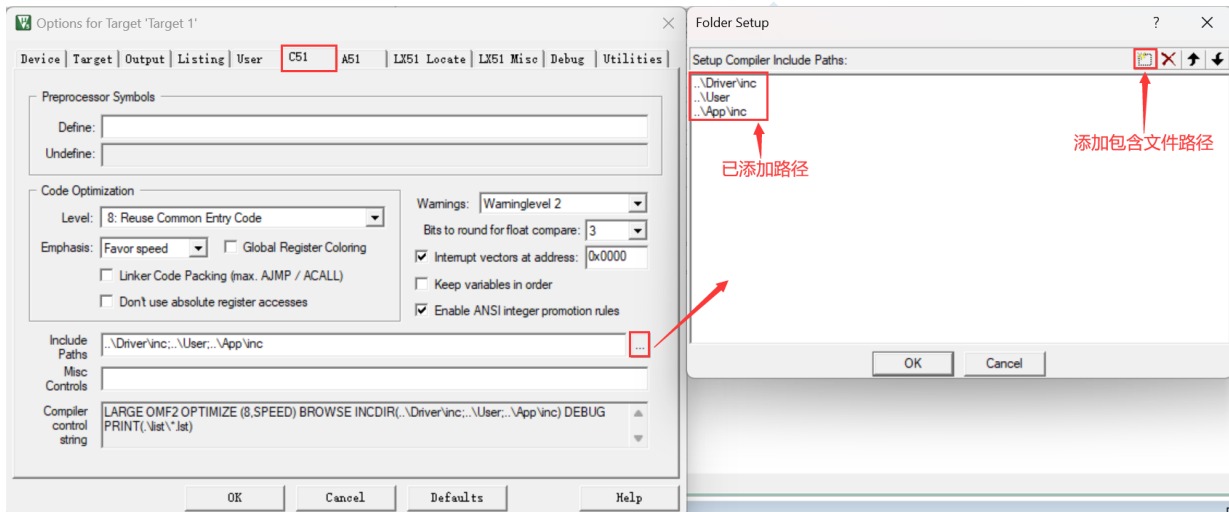 Options for Target 'Target 1'
Device Target Output Listing User C51 A51 LX51 Locate LX51 Misc Debug Utilities
Preprocessor Symbols
Define:
Undefine:
Code Optimization
Level: 8: Reuse Common Entry Code
Emphasis: Favor speed Global Register Coloring
Linker Code Packing (max. AJMP / ACALL)
Don't use absolute register accesses
Warnings: Warninglevel 2
Bits to round for float compare: 3
Interrupt vectors at address: 0x0000
Keep variables in order
Enable ANSI integer promotion rules
Include Paths ..\Driver\inc;..\User;..\App\inc ...
Misc Controls
Compiler control string LARGE OMF2 OPTIMIZE (8,SPEED) BROWSE INCDIR(..\Driver\inc;..\User;..\App\inc) DEBUG
PRINT(.\list\*.lst)
OK Cancel Defaults Help
Folder Setup ?
Setup Compiler Include Paths:
..\Driver\inc
..\User
..\App\inc
已添加路径
添加包含文件路径
OK Cancel